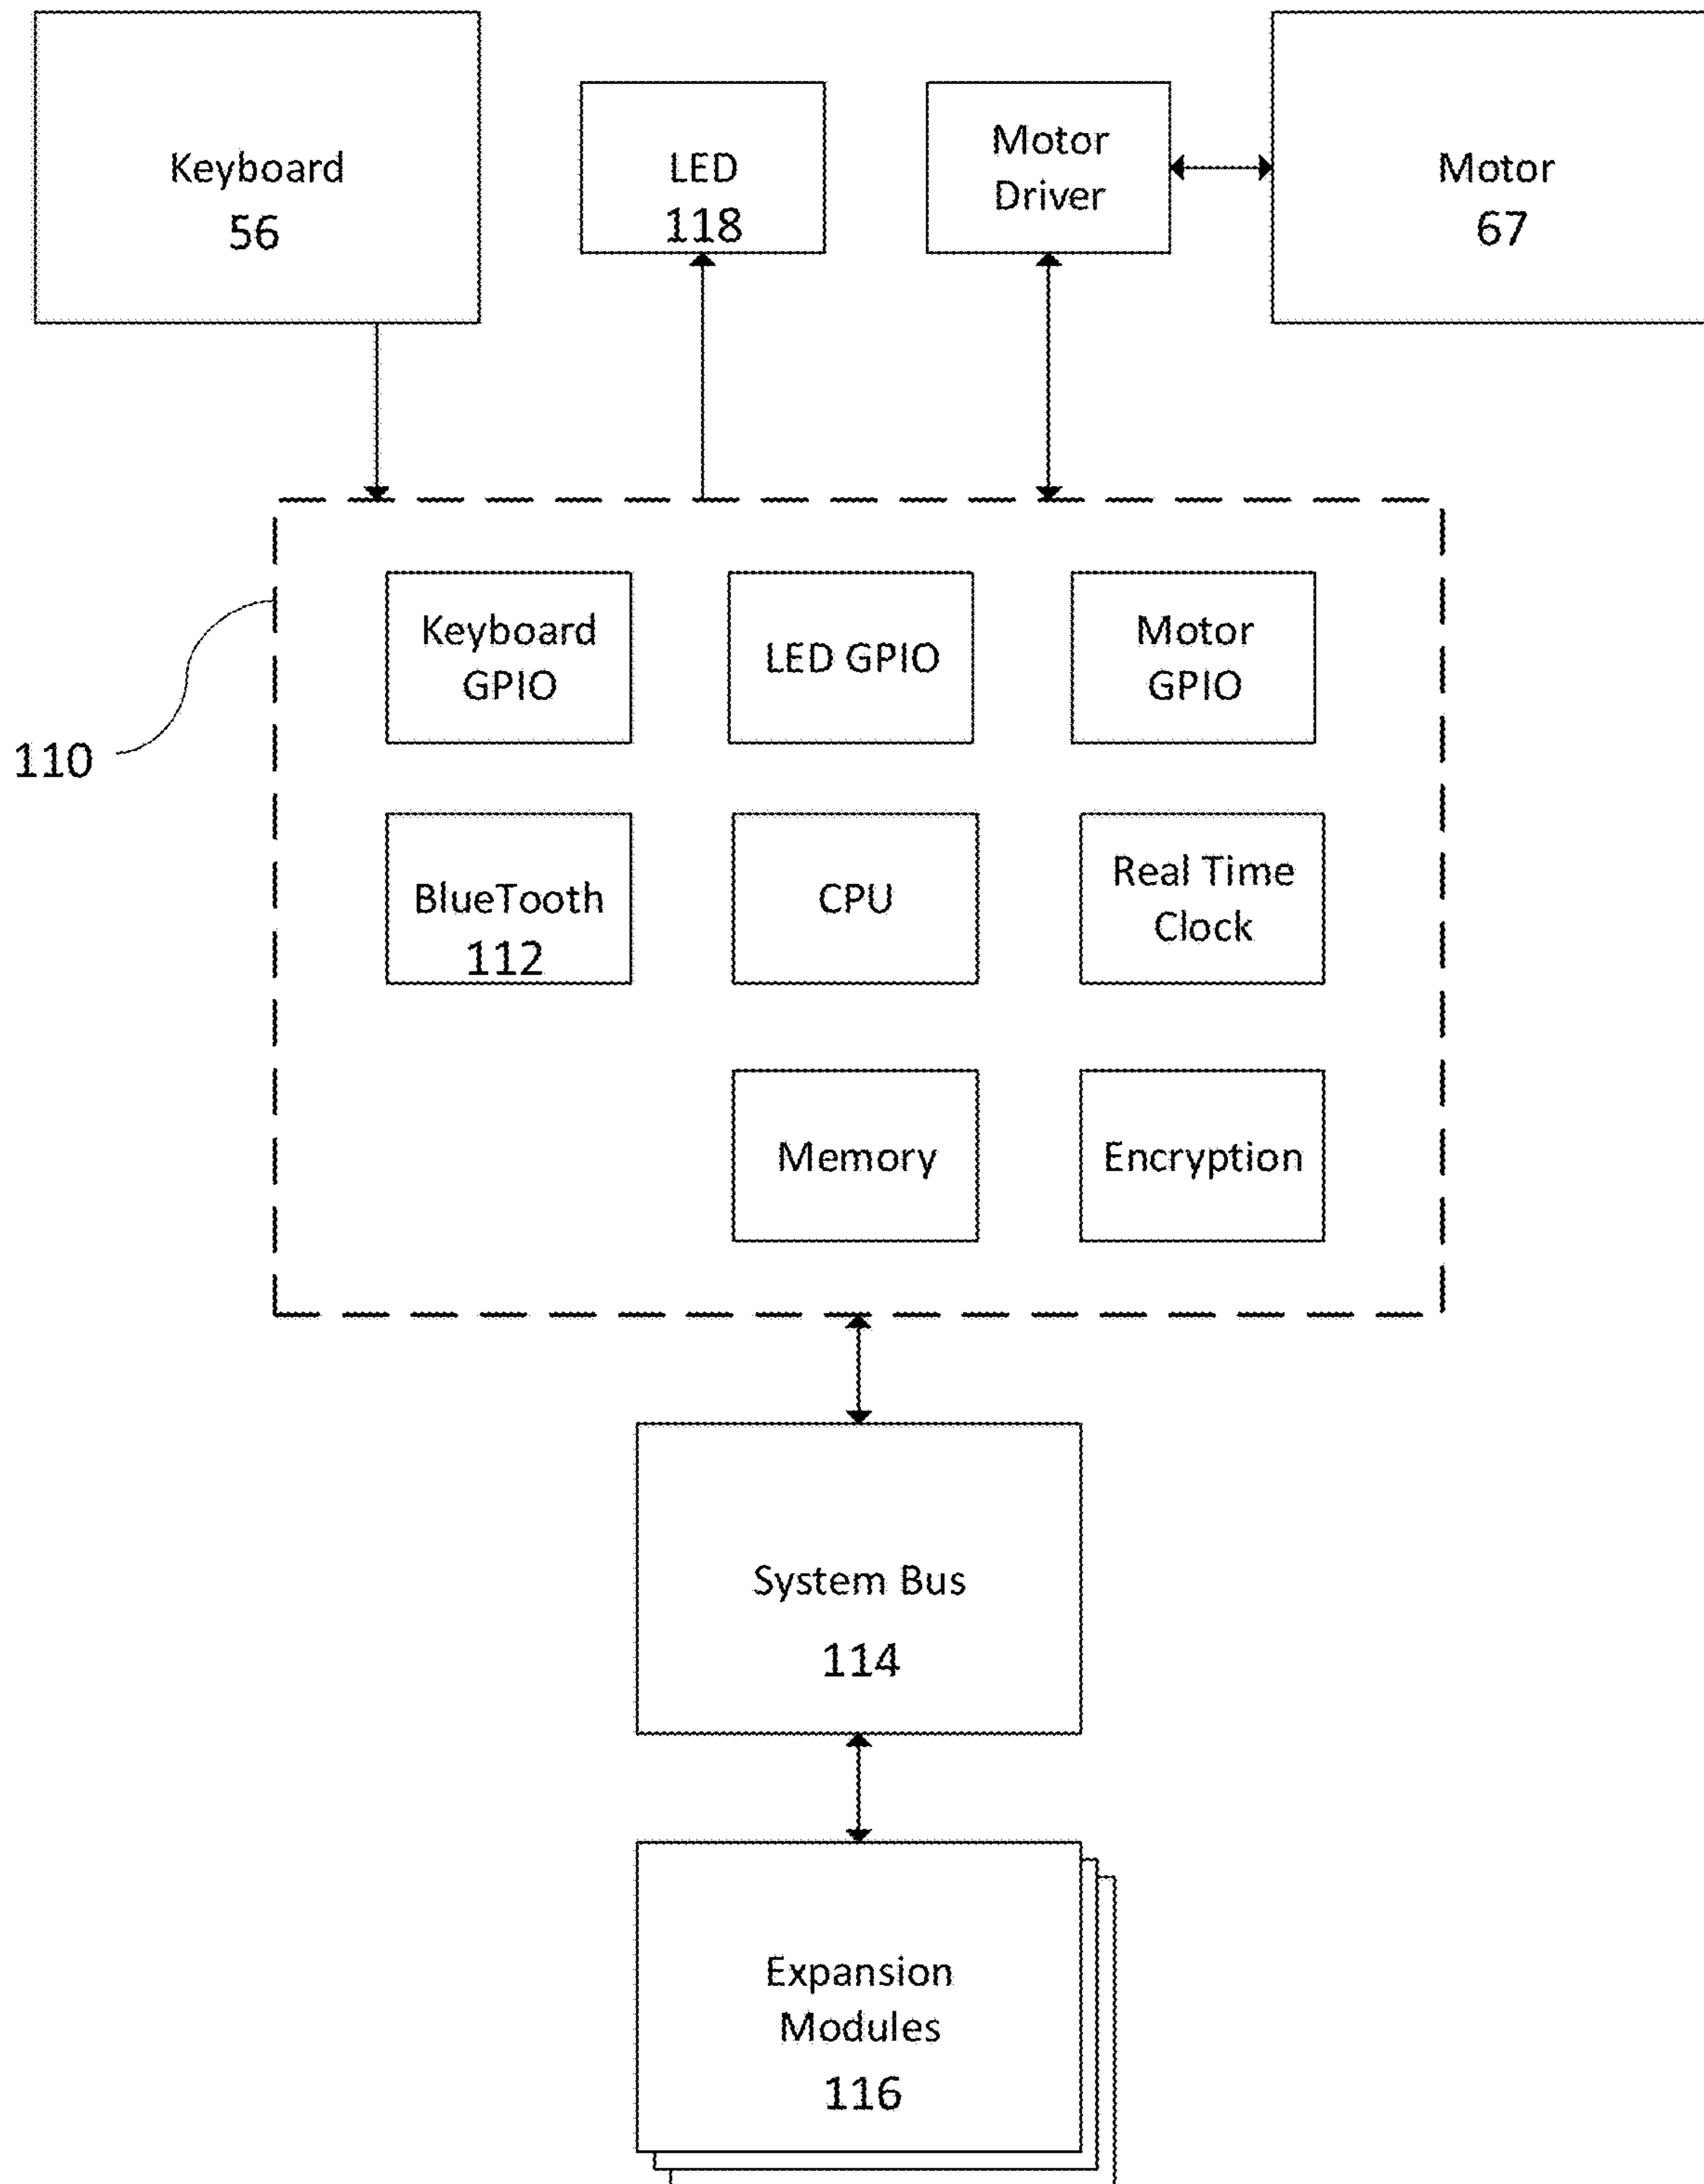 Keyboard
56
LED
118
Motor
Driver
Motor
67
110
Keyboard
GPIO
LED GPIO
Motor
GPIO
BlueTooth
112
CPU
Real Time
Clock
Memory
Encryption
System Bus
114
Expansion
Modules
116